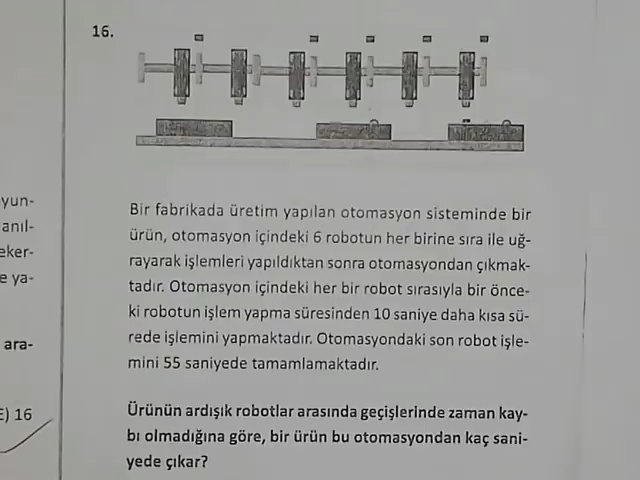 16.
Bir fabrikada üretim yapılan otomasyon sisteminde bir
ürün, otomasyon içindeki 6 robotun her birine sıra ile uğ-
rayarak işlemleri yapıldıktan sonra otomasyondan çıkmak-
tadır. Otomasyon içindeki her bir robot sırasıyla bir önce-
ki robotun işlem yapma süresinden 10 saniye daha kısa sü-
rede işlemini yapmaktadır. Otomasyondaki son robot işle-
mini 55 saniyede tamamlamaktadır.
Ürünün ardışık robotlar arasında geçişlerinde zaman kay-
bı olmadığına göre, bir ürün bu otomasyondan kaç sani-
yede çıkar?
yun-
anıl-
eker-
e ya-
ara-
E) 16